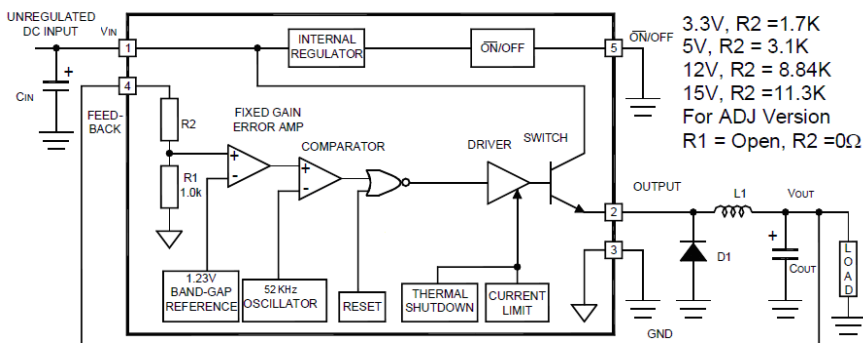 UNREGULATED
DC INPUT
VIN
1
INTERNAL
REGULATOR
ON/OFF
5
ON/OFF
3.3V, R2 = 1.7K
5V, R2 = 3.1K
12V, R2 = 8.84K
15V, R2 =11.3K
For ADJ Version
R1 = Open, R2 =0Ω
+
CIN
4
FEED-
BACK
R2
R1
1.0k
FIXED GAIN
ERROR AMP
+
-
COMPARATOR
+
-
DRIVER
SWITCH
OUTPUT
2
L1
VOUT
3
D1
+
COUT
LOAD
1.23V
BAND-GAP
REFERENCE
52 KHz
OSCILLATOR
RESET
THERMAL
SHUTDOWN
CURRENT
LIMIT
GND